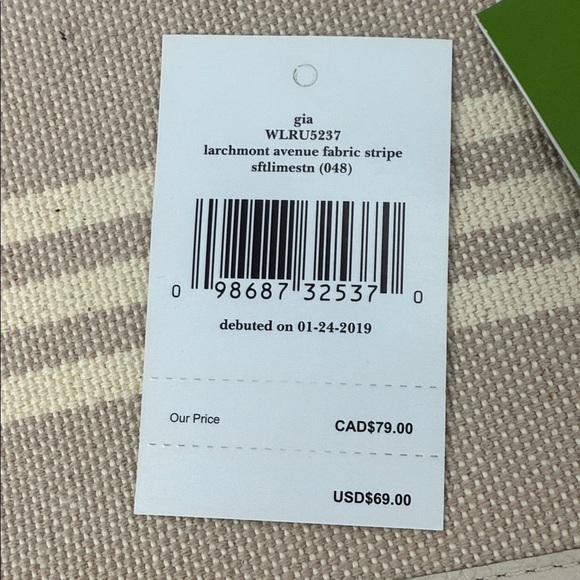 gia
WLRU5237
larchmont avenue fabric stripe
sftlimestn (048)
0 98687 32537 0
debuted on 01-24-2019
Our Price CAD$79.00
USD$69.00